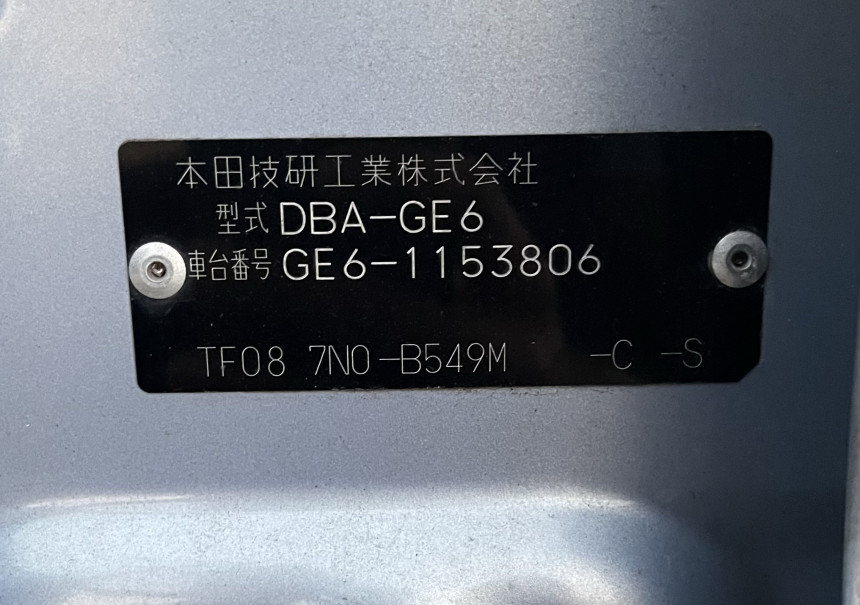 本田技研工業株式会社
型式 DBA-GE6
車台番号 GE6-1153806
TF08 7N0-B549M -C -S